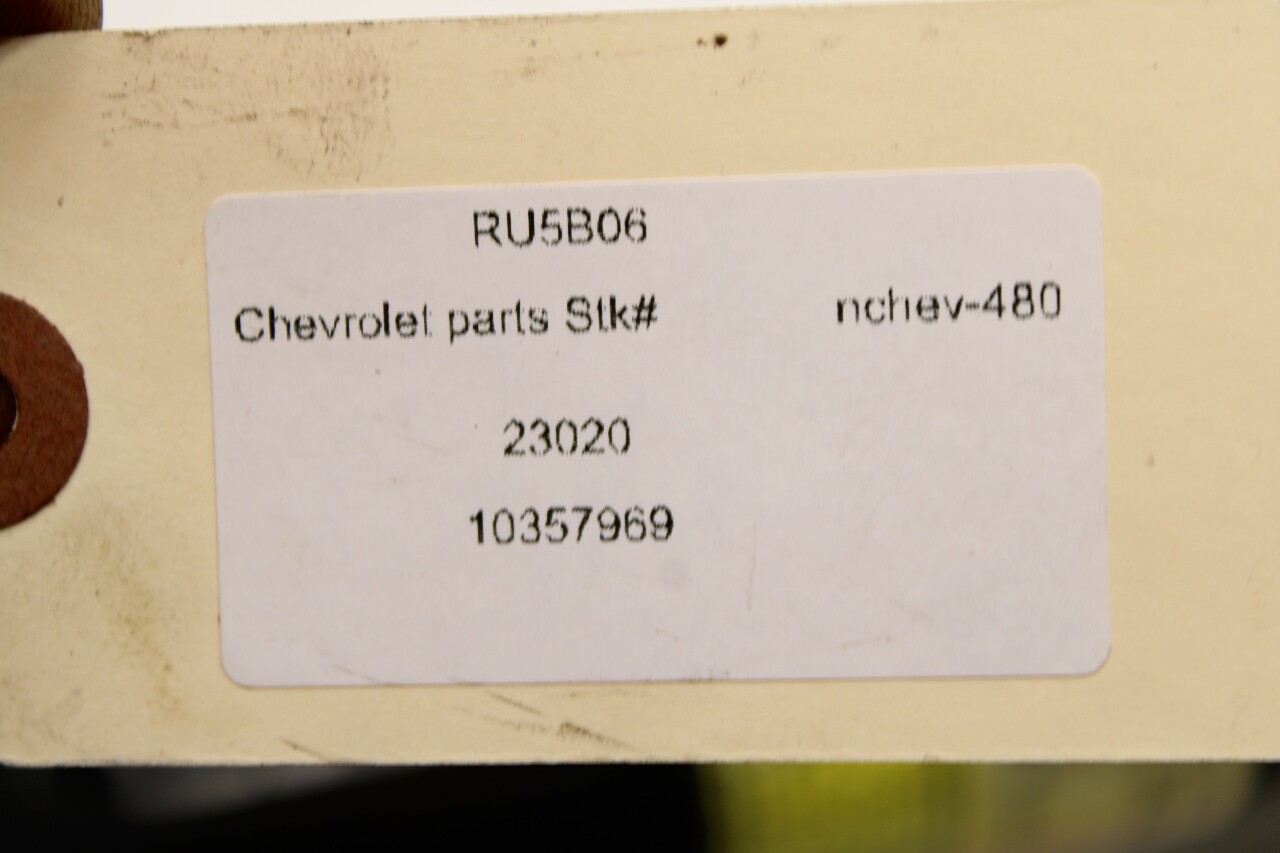 RU5B06
Chevrolet parts Stk# nchev-480
23020
10357969